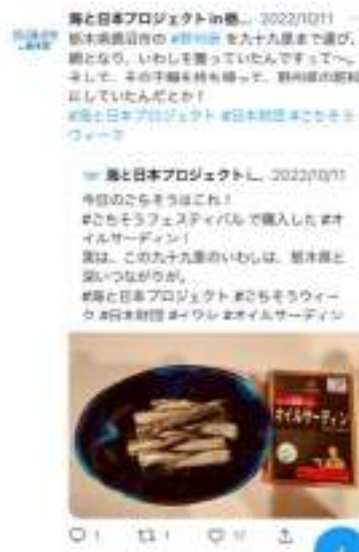 海と日本プロジェクトin栃... 2022/10/11
栃木県鹿沼市の #野州麻 を九十九里まで運び、
網となり、いわしを獲っていたんですって〜。
そして、その干鰯を持ち帰って、野州麻の肥料
にしていたんだとか！
#海と日本プロジェクト #日本財団 #ごちそう
ウィーク
海と日本プロジェクトi... 2022/10/11
今日のごちそうはこれ！
#ごちそうフェスティバル で購入した #オ
イルサーディン！
実は、この九十九里のいわしは、栃木県と
深いつながりが。
#海と日本プロジェクト #ごちそうウィー
ク #日本財団 #イワシ #オイルサーディン
オイルサーディン
1 1 17